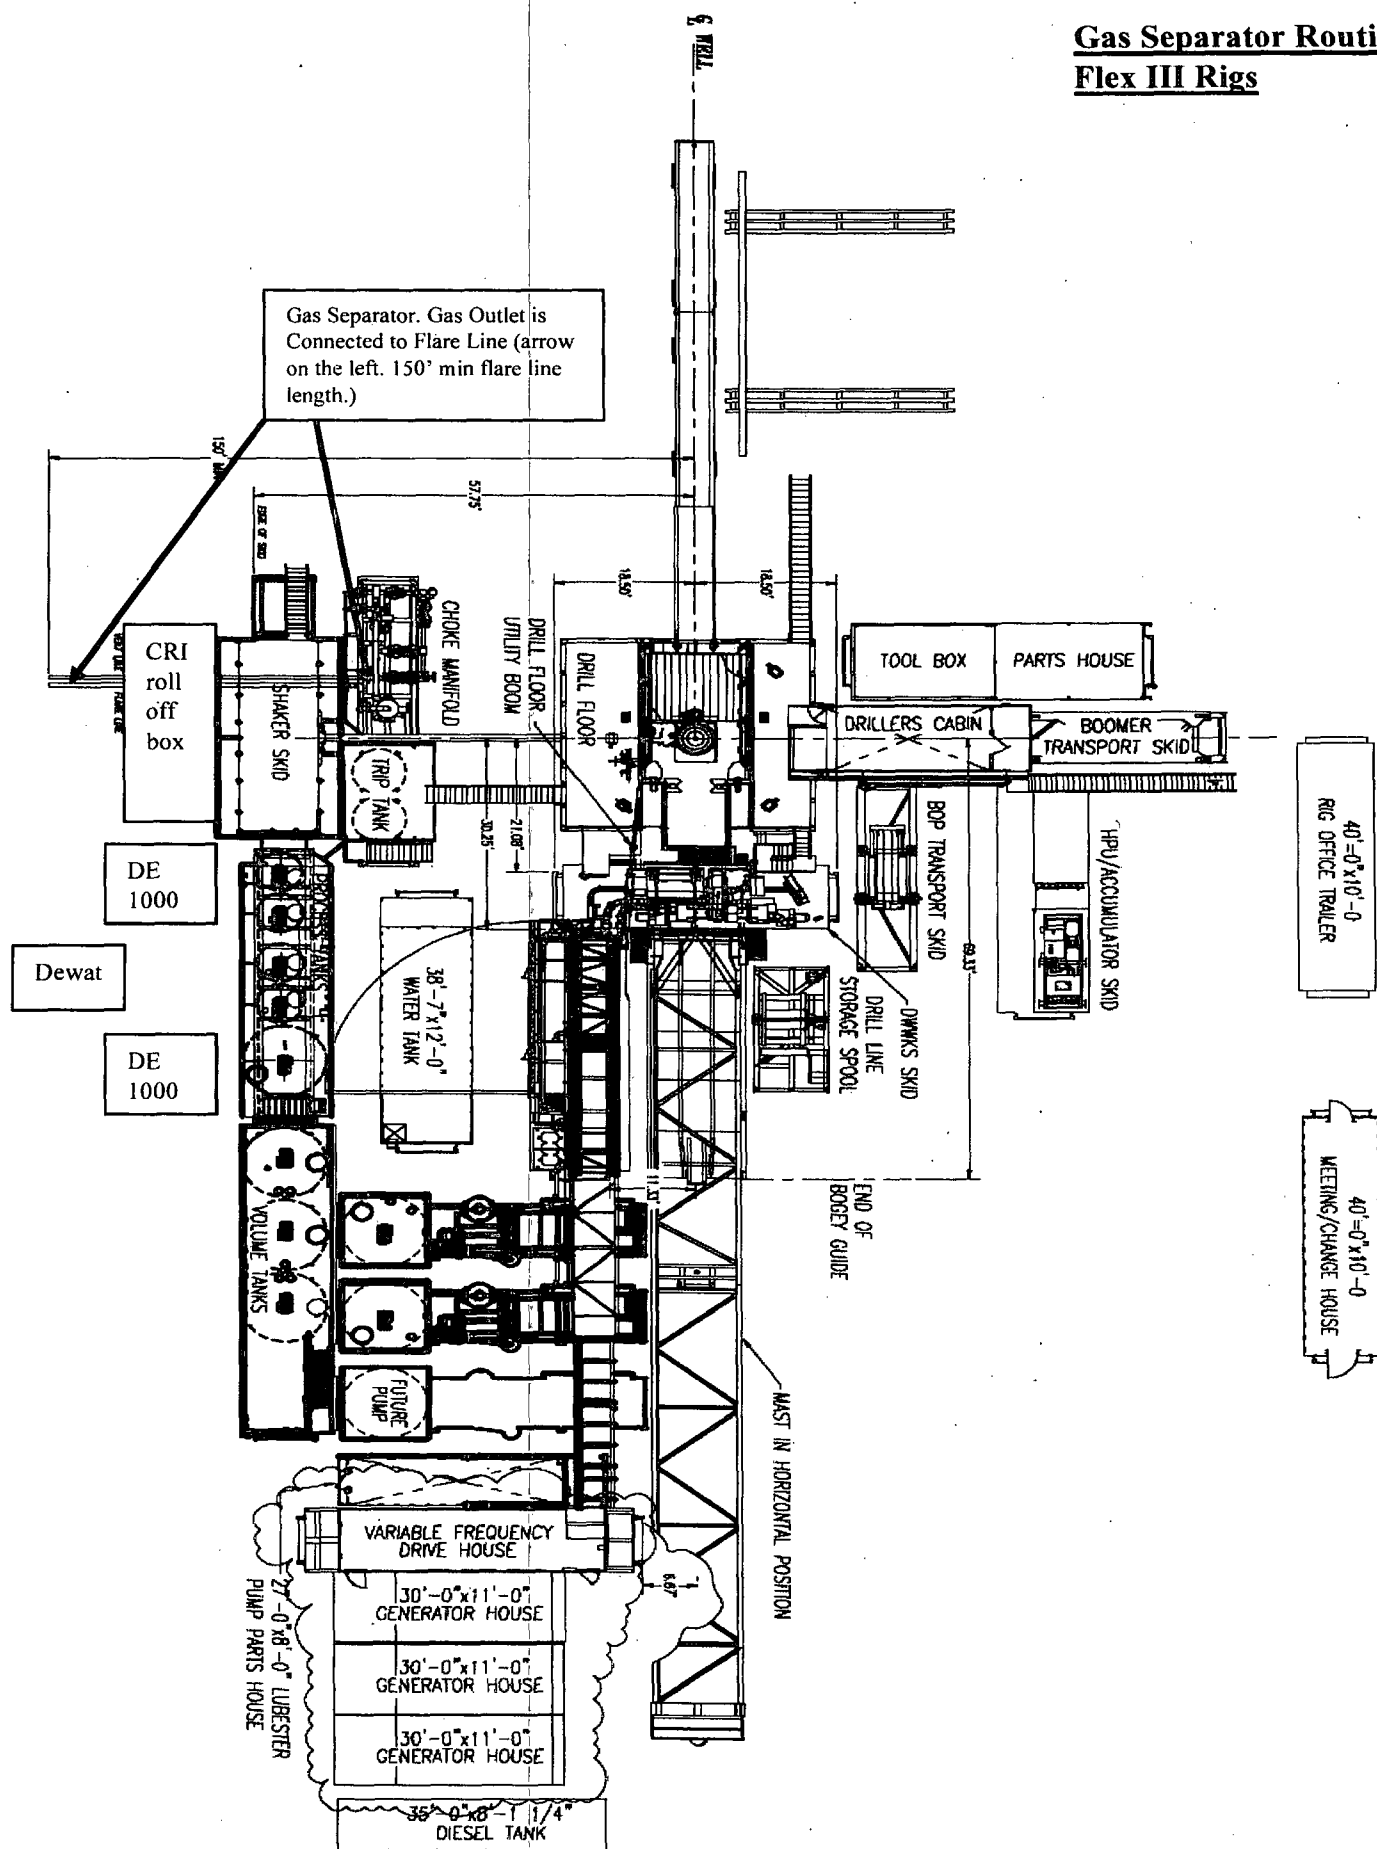 Gas Separator Routi
Flex III Rigs
℄ WELL
Gas Separator. Gas Outlet is
Connected to Flare Line (arrow
on the left. 150' min flare line
length.)
150' MIN
57.75'
EDGE OF SKID
18.50'
18.50'
CHOKE MANIFOLD
DRILL FLOOR
UTILITY BOOM
DRILL FLOOR
TOOL BOX
PARTS HOUSE
DRILLERS CABIN
BOOMER
TRANSPORT SKID
CRI
roll
off
box
SHAKER SKID
TRIP TANK
30.25'
21.08'
40'=0"x10'-0
RIG OFFICE TRAILER
BOP TRANSPORT SKID
HPU/ACCUMULATOR SKID
69.33'
DE
1000
PROCESS TANKS
Dewat
38'-7"x12'-0"
WATER TANK
DWWKS SKID
DRILL LINE
STORAGE SPOOL
DE
1000
VOLUME TANKS
11.33'
END OF
BOGEY GUIDE
40'=0"x10'-0
MEETING/CHANGE HOUSE
FUTURE
PUMP
MAST IN HORIZONTAL POSITION
VARIABLE FREQUENCY
DRIVE HOUSE
6.67'
27'-0"x8'-0" LUBESTER
PUMP PARTS HOUSE
30'-0"x11'-0"
GENERATOR HOUSE
30'-0"x11'-0"
GENERATOR HOUSE
30'-0"x11'-0"
GENERATOR HOUSE
35'-0"x8'-1 1/4"
DIESEL TANK